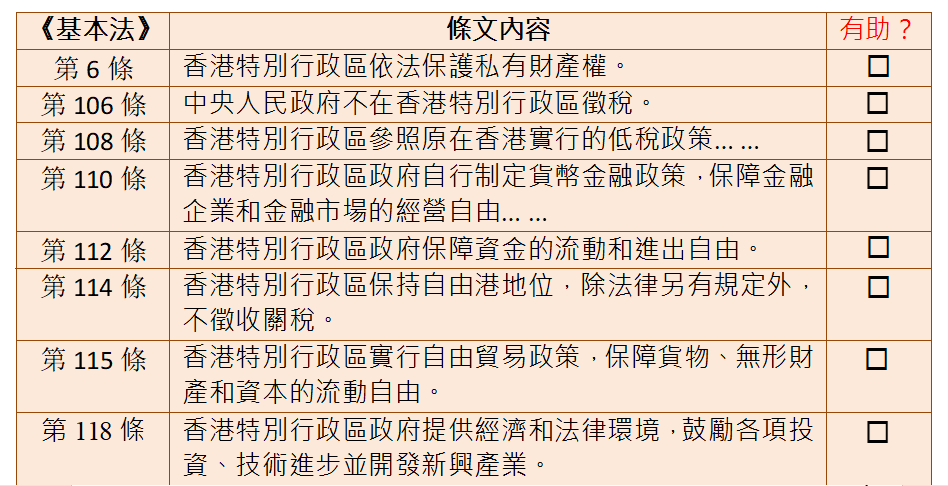 《基本法》 條文內容 有助？
第 6 條 香港特別行政區依法保護私有財產權。
第 106 條 中央人民政府不在香港特別行政區徵稅。
第 108 條 香港特別行政區參照原在香港實行的低稅政策... ...
第 110 條 香港特別行政區政府自行制定貨幣金融政策，保障金融
企業和金融市場的經營自由... ...
第 112 條 香港特別行政區政府保障資金的流動和進出自由。
第 114 條 香港特別行政區保持自由港地位，除法律另有規定外，
不徵收關稅。
第 115 條 香港特別行政區實行自由貿易政策，保障貨物、無形財
產和資本的流動自由。
第 118 條 香港特別行政區政府提供經濟和法律環境，鼓勵各項投
資、技術進步並開發新興產業。